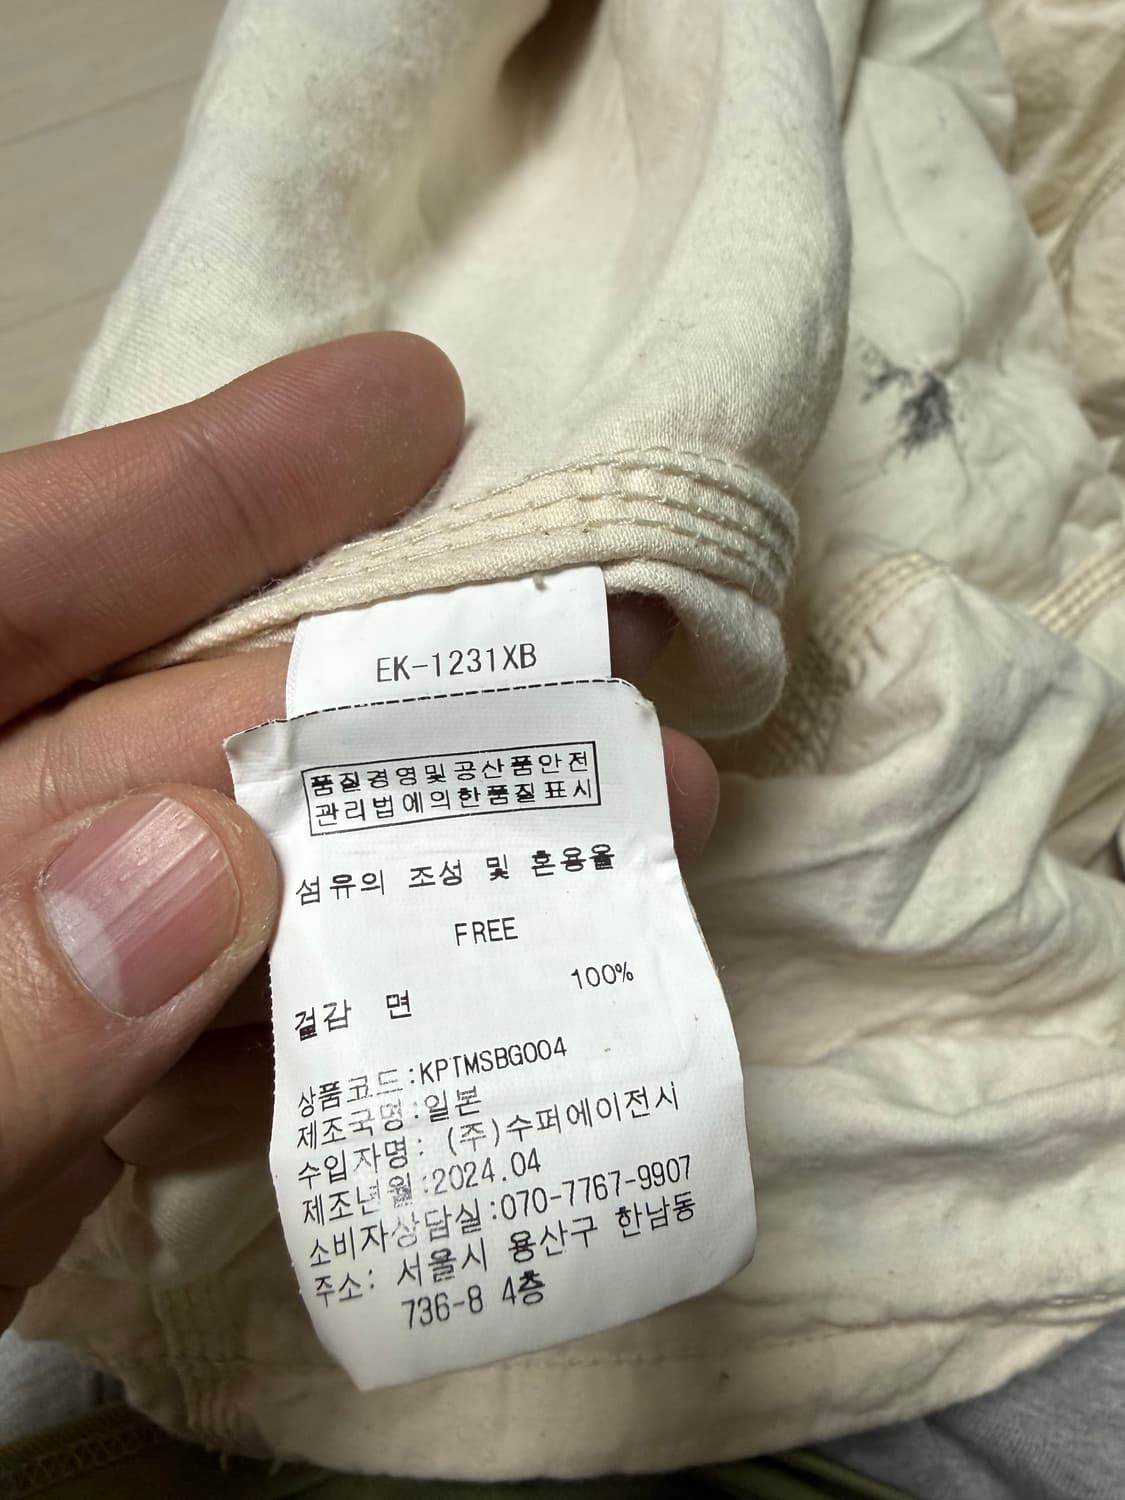 EK-1231XB
품질경영및공산품안전
관리법에의한품질표시
섬유의 조성 및 혼용율
FREE
100%
겉감 면
상품코드:KPTMSBG004
제조국명:일본
수입자명: (주)수퍼에이전시
제조년월:2024.04
소비자상담실:070-7767-9907
주소: 서울시 용산구 한남동
736-8 4층